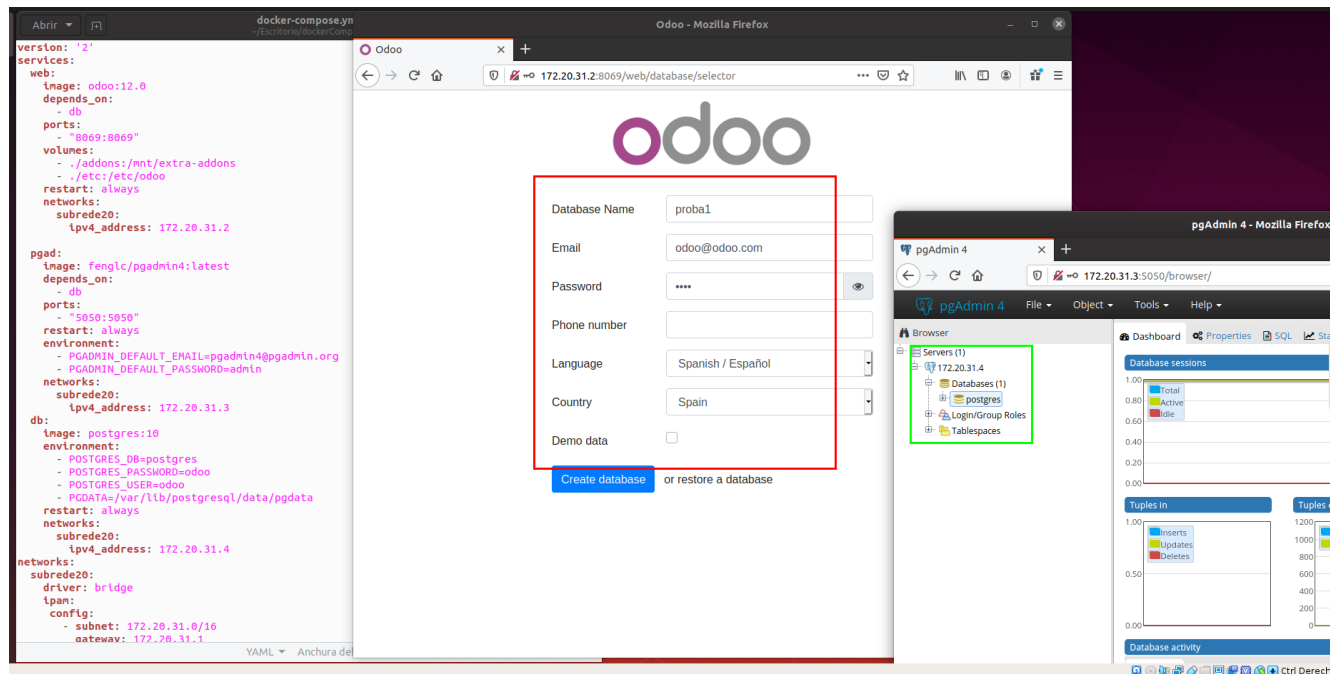 Abrir
docker-compose.ym
~/Escritorio/dockerComp
version: '2'
services:
web:
image: odoo:12.0
depends_on:
- db
ports:
- "8069:8069"
volumes:
- ./addons:/mnt/extra-addons
- ./etc:/etc/odoo
restart: always
networks:
subrede20:
ipv4_address: 172.20.31.2
pgad:
image: fenglc/pgadmin4:latest
depends_on:
- db
ports:
- "5050:5050"
restart: always
environment:
- PGADMIN_DEFAULT_EMAIL=pgadmin4@pgadmin.org
- PGADMIN_DEFAULT_PASSWORD=admin
networks:
subrede20:
ipv4_address: 172.20.31.3
db:
image: postgres:10
environment:
- POSTGRES_DB=postgres
- POSTGRES_PASSWORD=odoo
- POSTGRES_USER=odoo
- PGDATA=/var/lib/postgresql/data/pgdata
restart: always
networks:
subrede20:
ipv4_address: 172.20.31.4
networks:
subrede20:
driver: bridge
ipam:
config:
- subnet: 172.20.31.0/16
gateway: 172.20.31.1
YAML Anchura del
Odoo - Mozilla Firefox
Odoo
172.20.31.2:8069/web/database/selector
odoo
Database Name proba1
Email odoo@odoo.com
Password ••••
Phone number
Language Spanish / Español
Country Spain
Demo data
Create database or restore a database
pgAdmin 4 - Mozilla Firefox
pgAdmin 4
172.20.31.3:5050/browser/
pgAdmin 4 File Object Tools Help
Browser
Servers (1)
172.20.31.4
Databases (1)
postgres
Login/Group Roles
Tablespaces
Dashboard Properties SQL Sta
Database sessions
1.00
0.80
0.60
0.40
0.20
0.00
Total
Active
Idle
Tuples in
1.00
0.50
0.00
Inserts
Updates
Deletes
Tuples
1200
1000
800
600
400
200
0
Database activity
Ctrl Derech